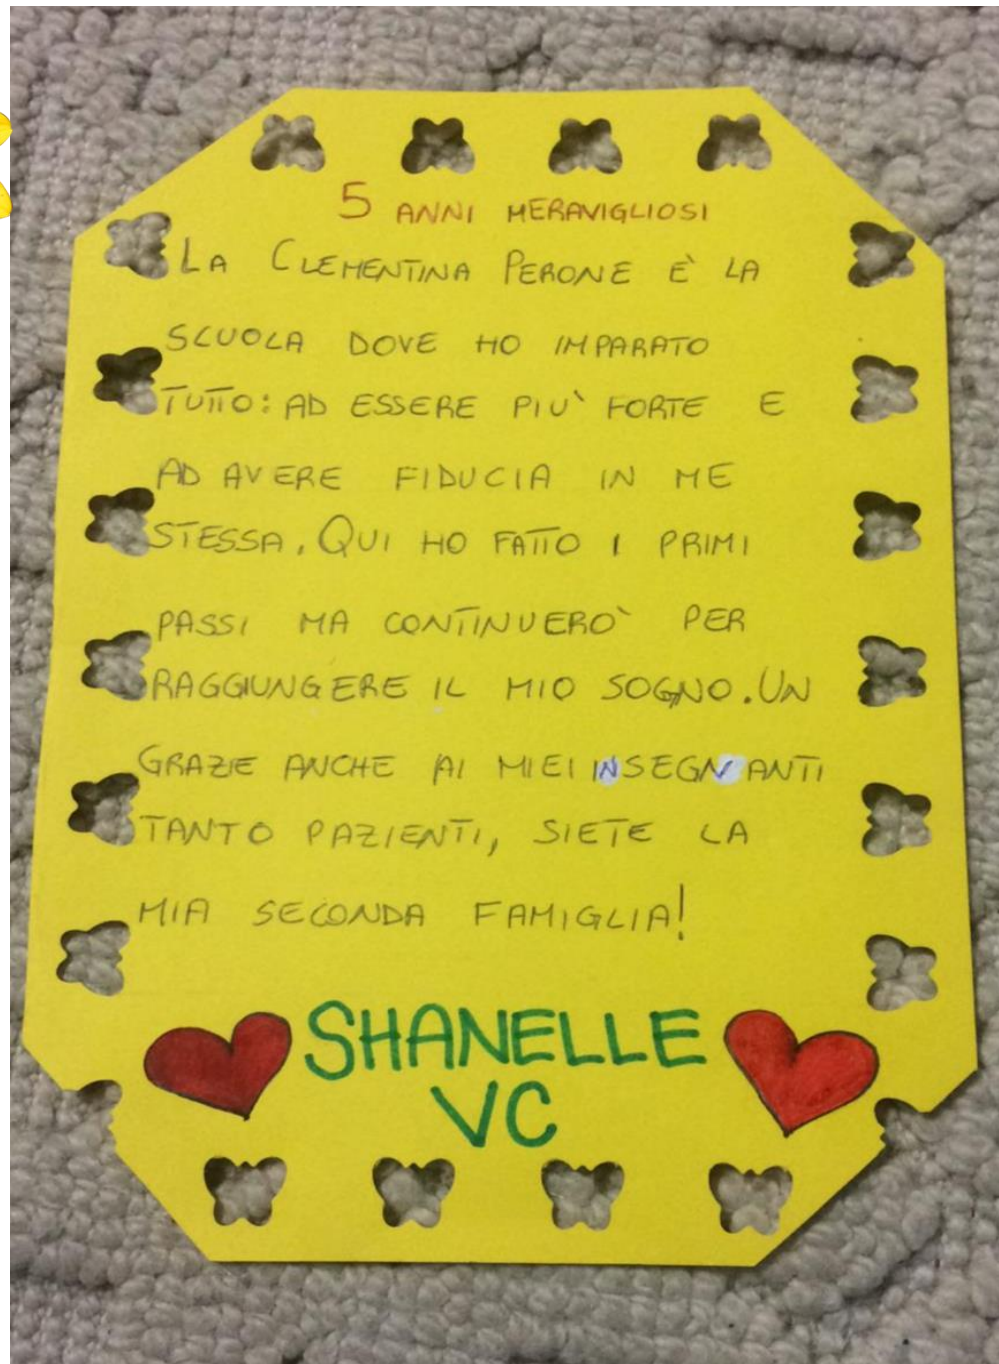 5 ANNI MERAVIGLIOSI
LA CLEMENTINA PERONE È LA
SCUOLA DOVE HO IMPARATO
TUTTO: AD ESSERE PIU' FORTE E
AD AVERE FIDUCIA IN ME
STESSA. QUI HO FATTO I PRIMI
PASSI MA CONTINUERO' PER
RAGGIUNGERE IL MIO SOGNO. UN
GRAZIE ANCHE AI MIEI INSEGNANTI
TANTO PAZIENTI, SIETE LA
MIA SECONDA FAMIGLIA!
SHANELLE
VC